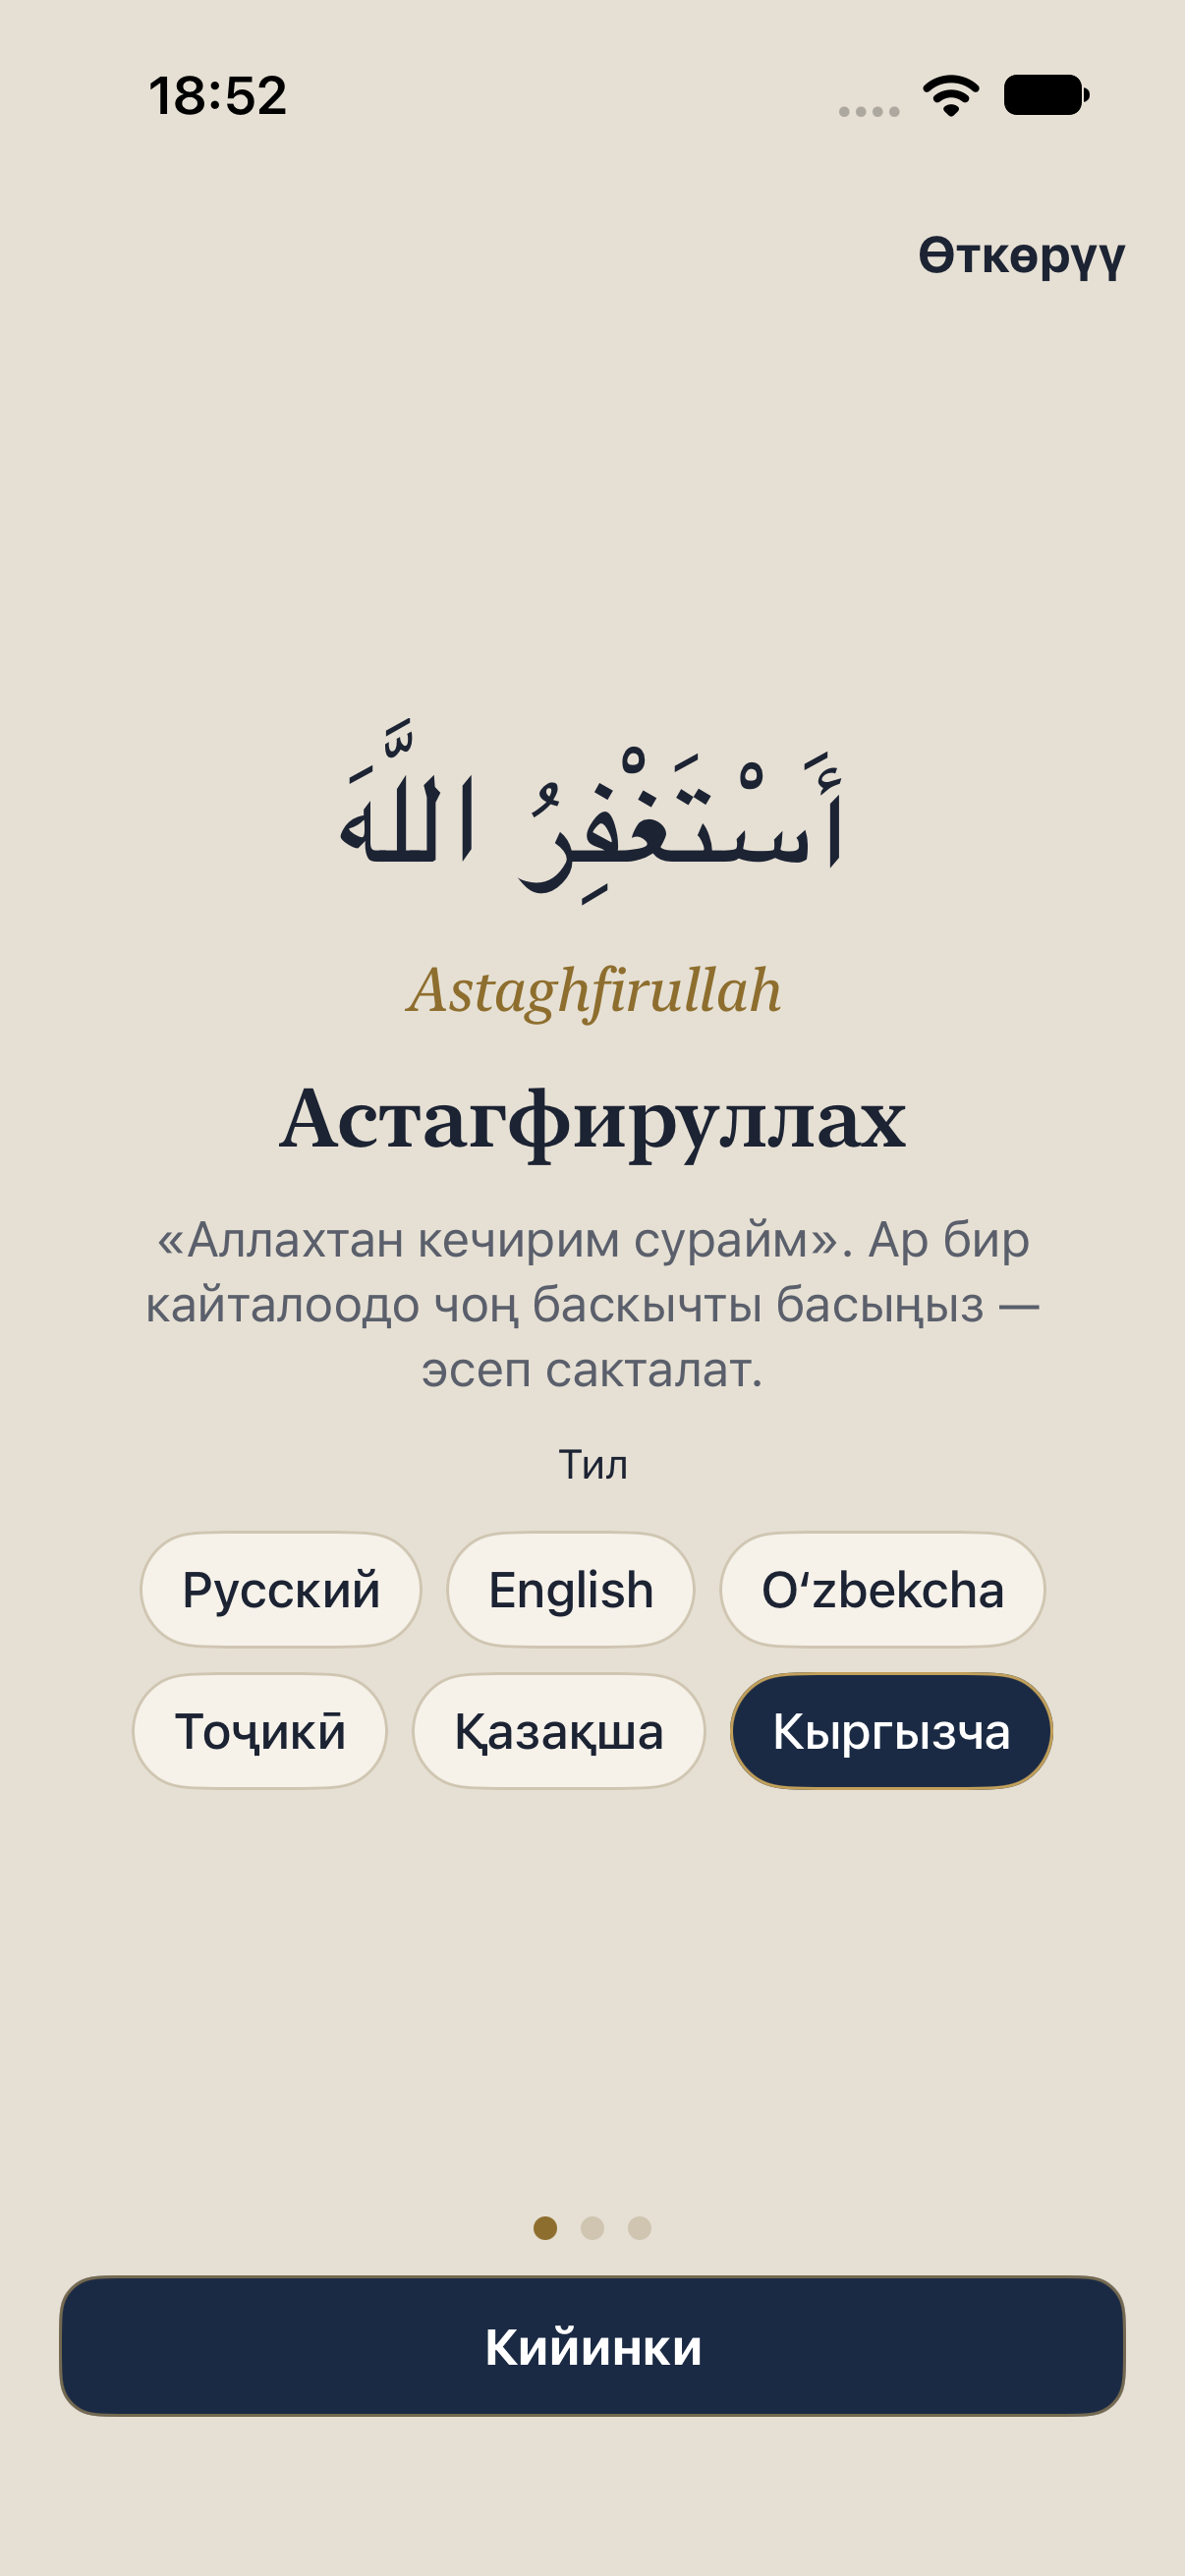 18:52
Өткөрүү
أَسْتَغْفِرُ اللَّهَ
Astaghfirullah
Астагфируллах
«Аллахтан кечирим сурайм». Ар бир
кайталоодо чоң баскычты басыңыз —
эсеп сакталат.
Тил
Русский English Oʻzbekcha
Тоҷикӣ Қазақша Кыргызча
Кийинки